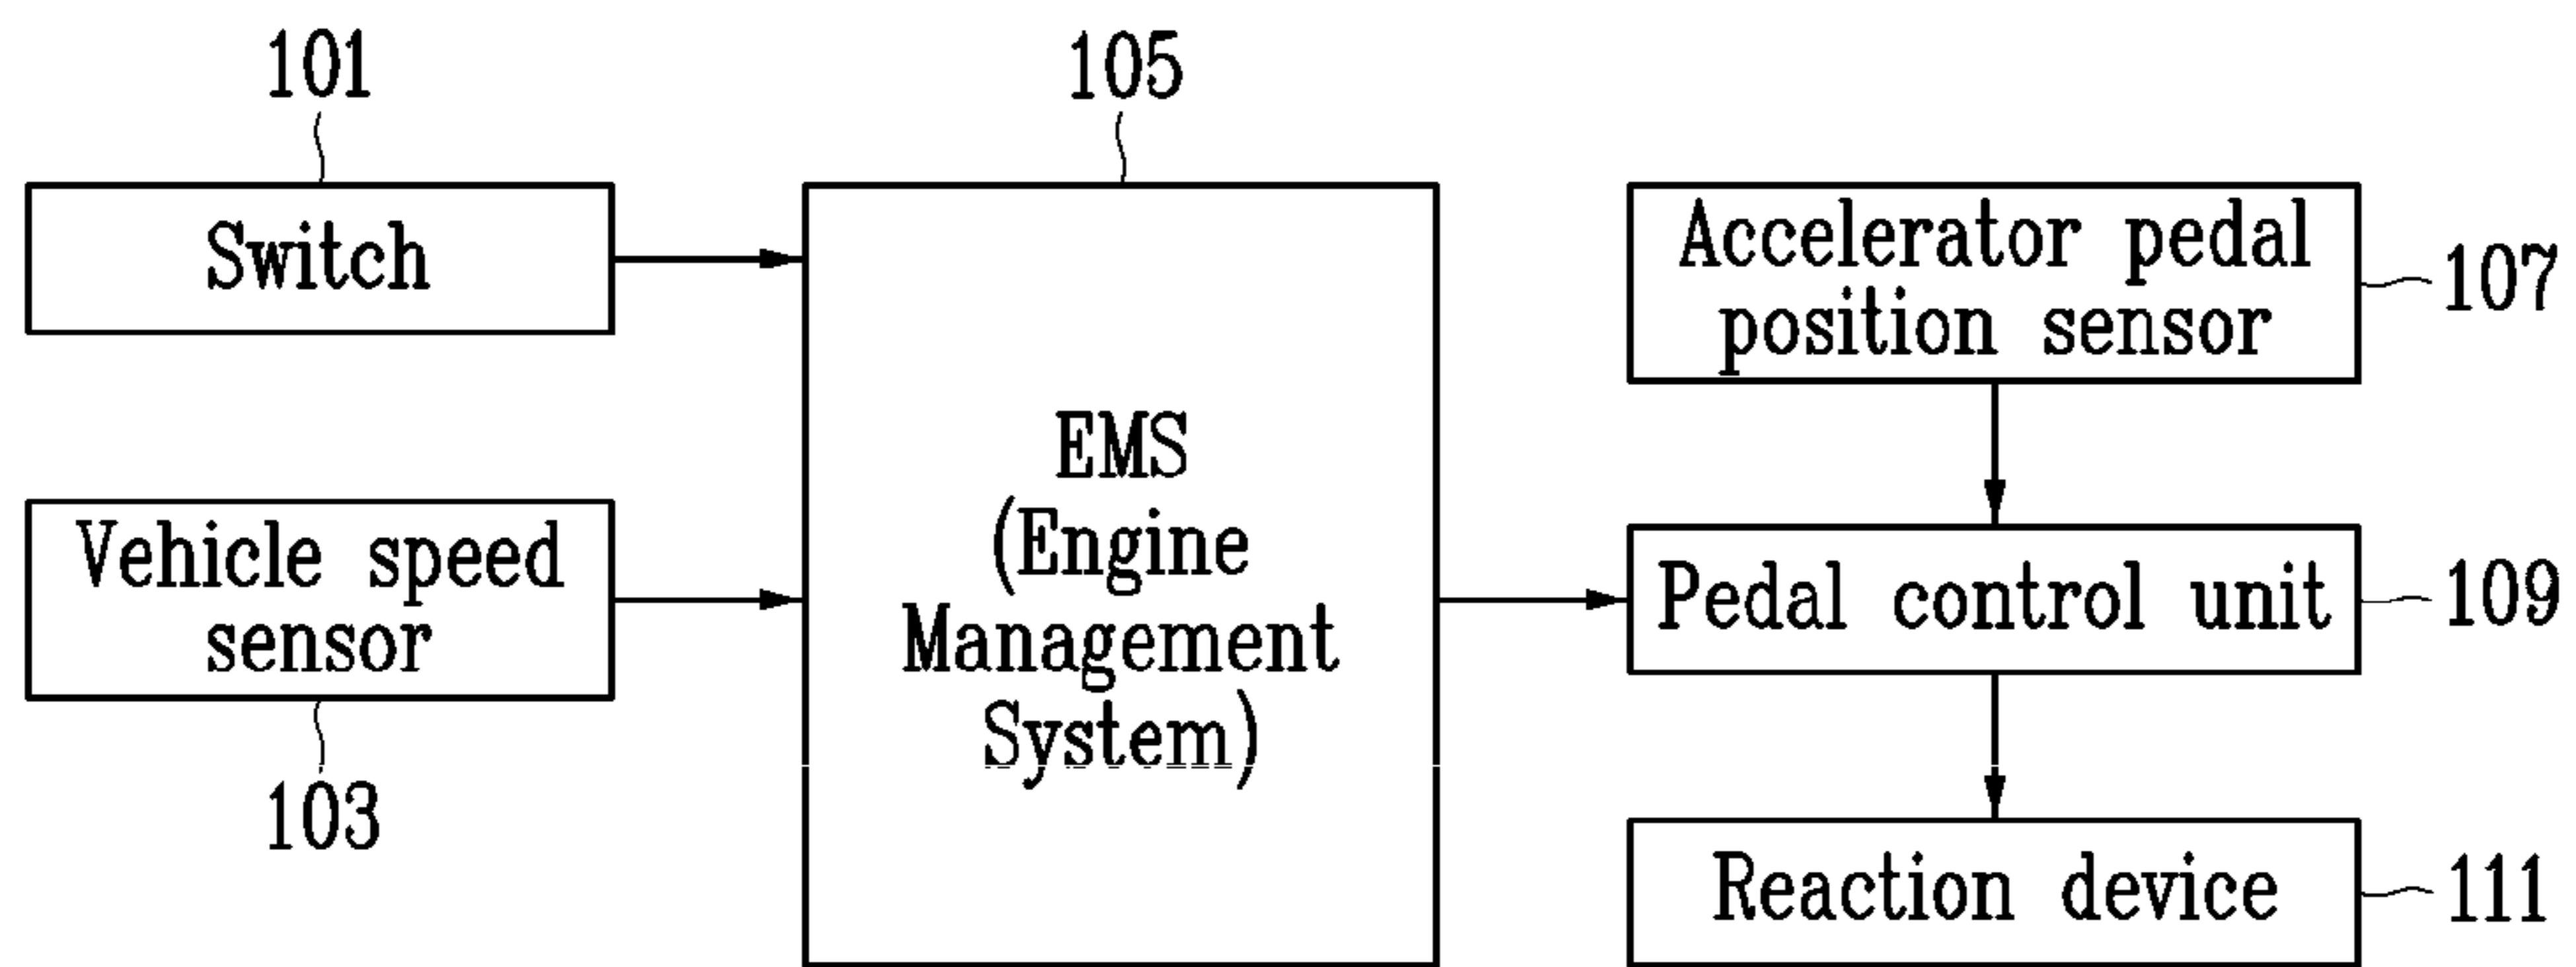 101
105
Switch
Accelerator pedal
position sensor
107
EMS
(Engine
Management
System)
Vehicle speed
sensor
103
Pedal control unit
109
Reaction device
111